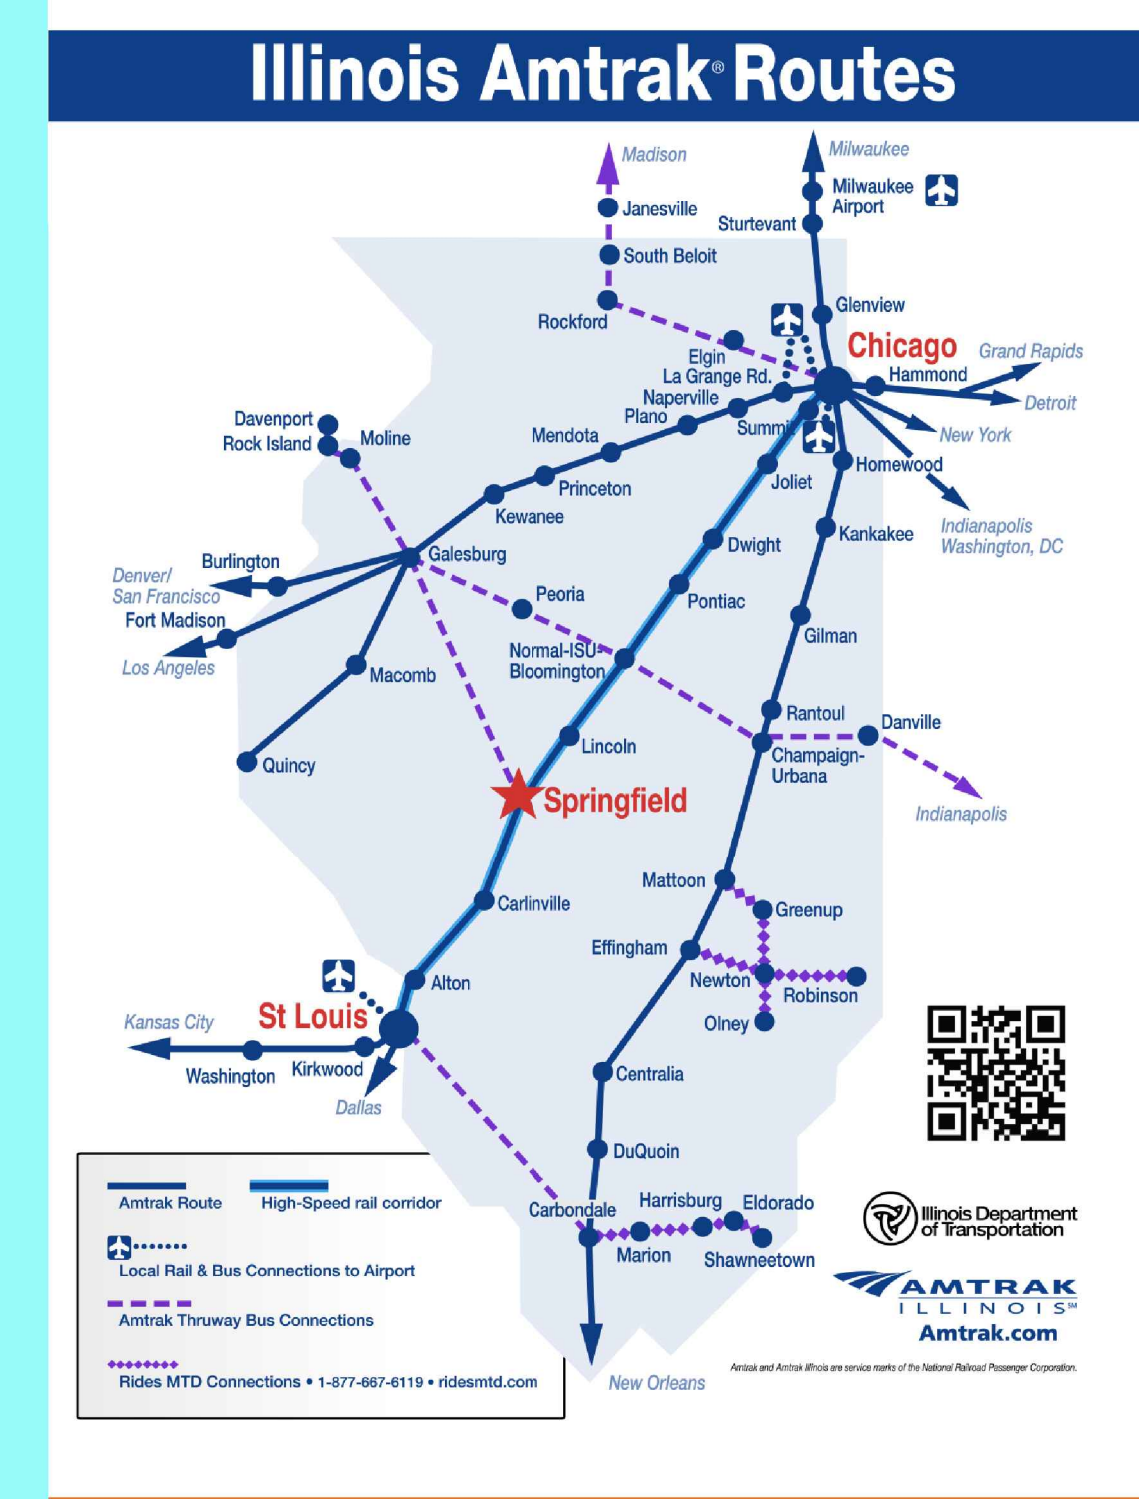 Illinois Amtrak® Routes
Madison
Milwaukee
Milwaukee
Airport
Janesville
Sturtevant
South Beloit
Glenview
Rockford
Chicago
Grand Rapids
Elgin
La Grange Rd.
Hammond
Naperville
Detroit
Plano
Davenport
Summit
Mendota
New York
Rock Island
Moline
Homewood
Joliet
Princeton
Kewanee
Indianapolis
Washington, DC
Kankakee
Dwight
Galesburg
Burlington
Denver/
San Francisco
Peoria
Pontiac
Fort Madison
Gilman
Normal-ISU-
Bloomington
Los Angeles
Macomb
Rantoul
Danville
Lincoln
Champaign-
Urbana
Quincy
Springfield
Indianapolis
Mattoon
Carlinville
Greenup
Effingham
Newton
Alton
Robinson
St Louis
Kansas City
Olney
Kirkwood
Washington
Centralia
Dallas
DuQuoin
Carbondale
Harrisburg
Eldorado
Marion
Shawneetown
New Orleans
Amtrak Route
High-Speed rail corridor
Local Rail & Bus Connections to Airport
Amtrak Thruway Bus Connections
Rides MTD Connections • 1-877-667-6119 • ridesmtd.com
Illinois Department
of Transportation
AMTRAK
ILLINOIS℠
Amtrak.com
Amtrak and Amtrak Illinois are service marks of the National Railroad Passenger Corporation.